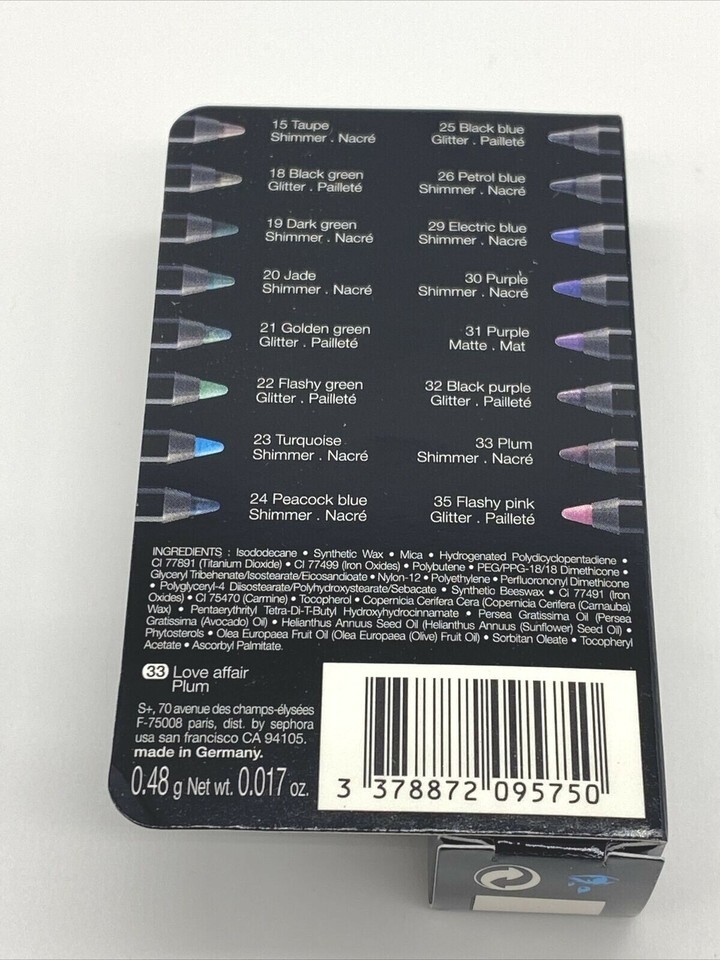 15 Taupe
Shimmer . Nacré
18 Black green
Glitter . Pailleté
19 Dark green
Shimmer . Nacré
20 Jade
Shimmer . Nacré
21 Golden green
Glitter . Pailleté
22 Flashy green
Glitter . Pailleté
23 Turquoise
Shimmer . Nacré
24 Peacock blue
Shimmer . Nacré
25 Black blue
Glitter . Pailleté
26 Petrol blue
Shimmer . Nacré
29 Electric blue
Shimmer . Nacré
30 Purple
Shimmer . Nacré
31 Purple
Matte . Mat
32 Black purple
Glitter . Pailleté
33 Plum
Shimmer . Nacré
35 Flashy pink
Glitter . Pailleté
INGREDIENTS : Isododecane • Synthetic Wax • Mica • Hydrogenated Polydicyclopentadiene •
CI 77891 (Titanium Dioxide) • CI 77499 (Iron Oxides) • Polybutene • PEG/PPG-18/18 Dimethicone •
Glyceryl Tribehenate/Isostearate/Eicosandioate • Nylon-12 • Polyethylene • Perfluorononyl Dimethicone
• Polyglyceryl-4 Diisostearate/Polyhydroxystearate/Sebacate • Synthetic Beeswax • CI 77491 (Iron
Oxides) • CI 75470 (Carmine) • Tocopherol • Copernicia Cerifera Cera (Copernicia Cerifera (Carnauba)
Wax) • Pentaerythrityl Tetra-Di-T-Butyl Hydroxyhydrocinnamate • Persea Gratissima Oil (Persea
Gratissima (Avocado) Oil) • Helianthus Annuus Seed Oil (Helianthus Annuus (Sunflower) Seed Oil) •
Phytosterols • Olea Europaea Fruit Oil (Olea Europaea (Olive) Fruit Oil) • Sorbitan Oleate • Tocopheryl
Acetate • Ascorbyl Palmitate.
33 Love affair
Plum
S+, 70 avenue des champs-élysées
F-75008 paris, dist. by sephora
usa san francisco CA 94105.
made in Germany.
0.48 g Net wt. 0.017 oz.
3 378872 095750